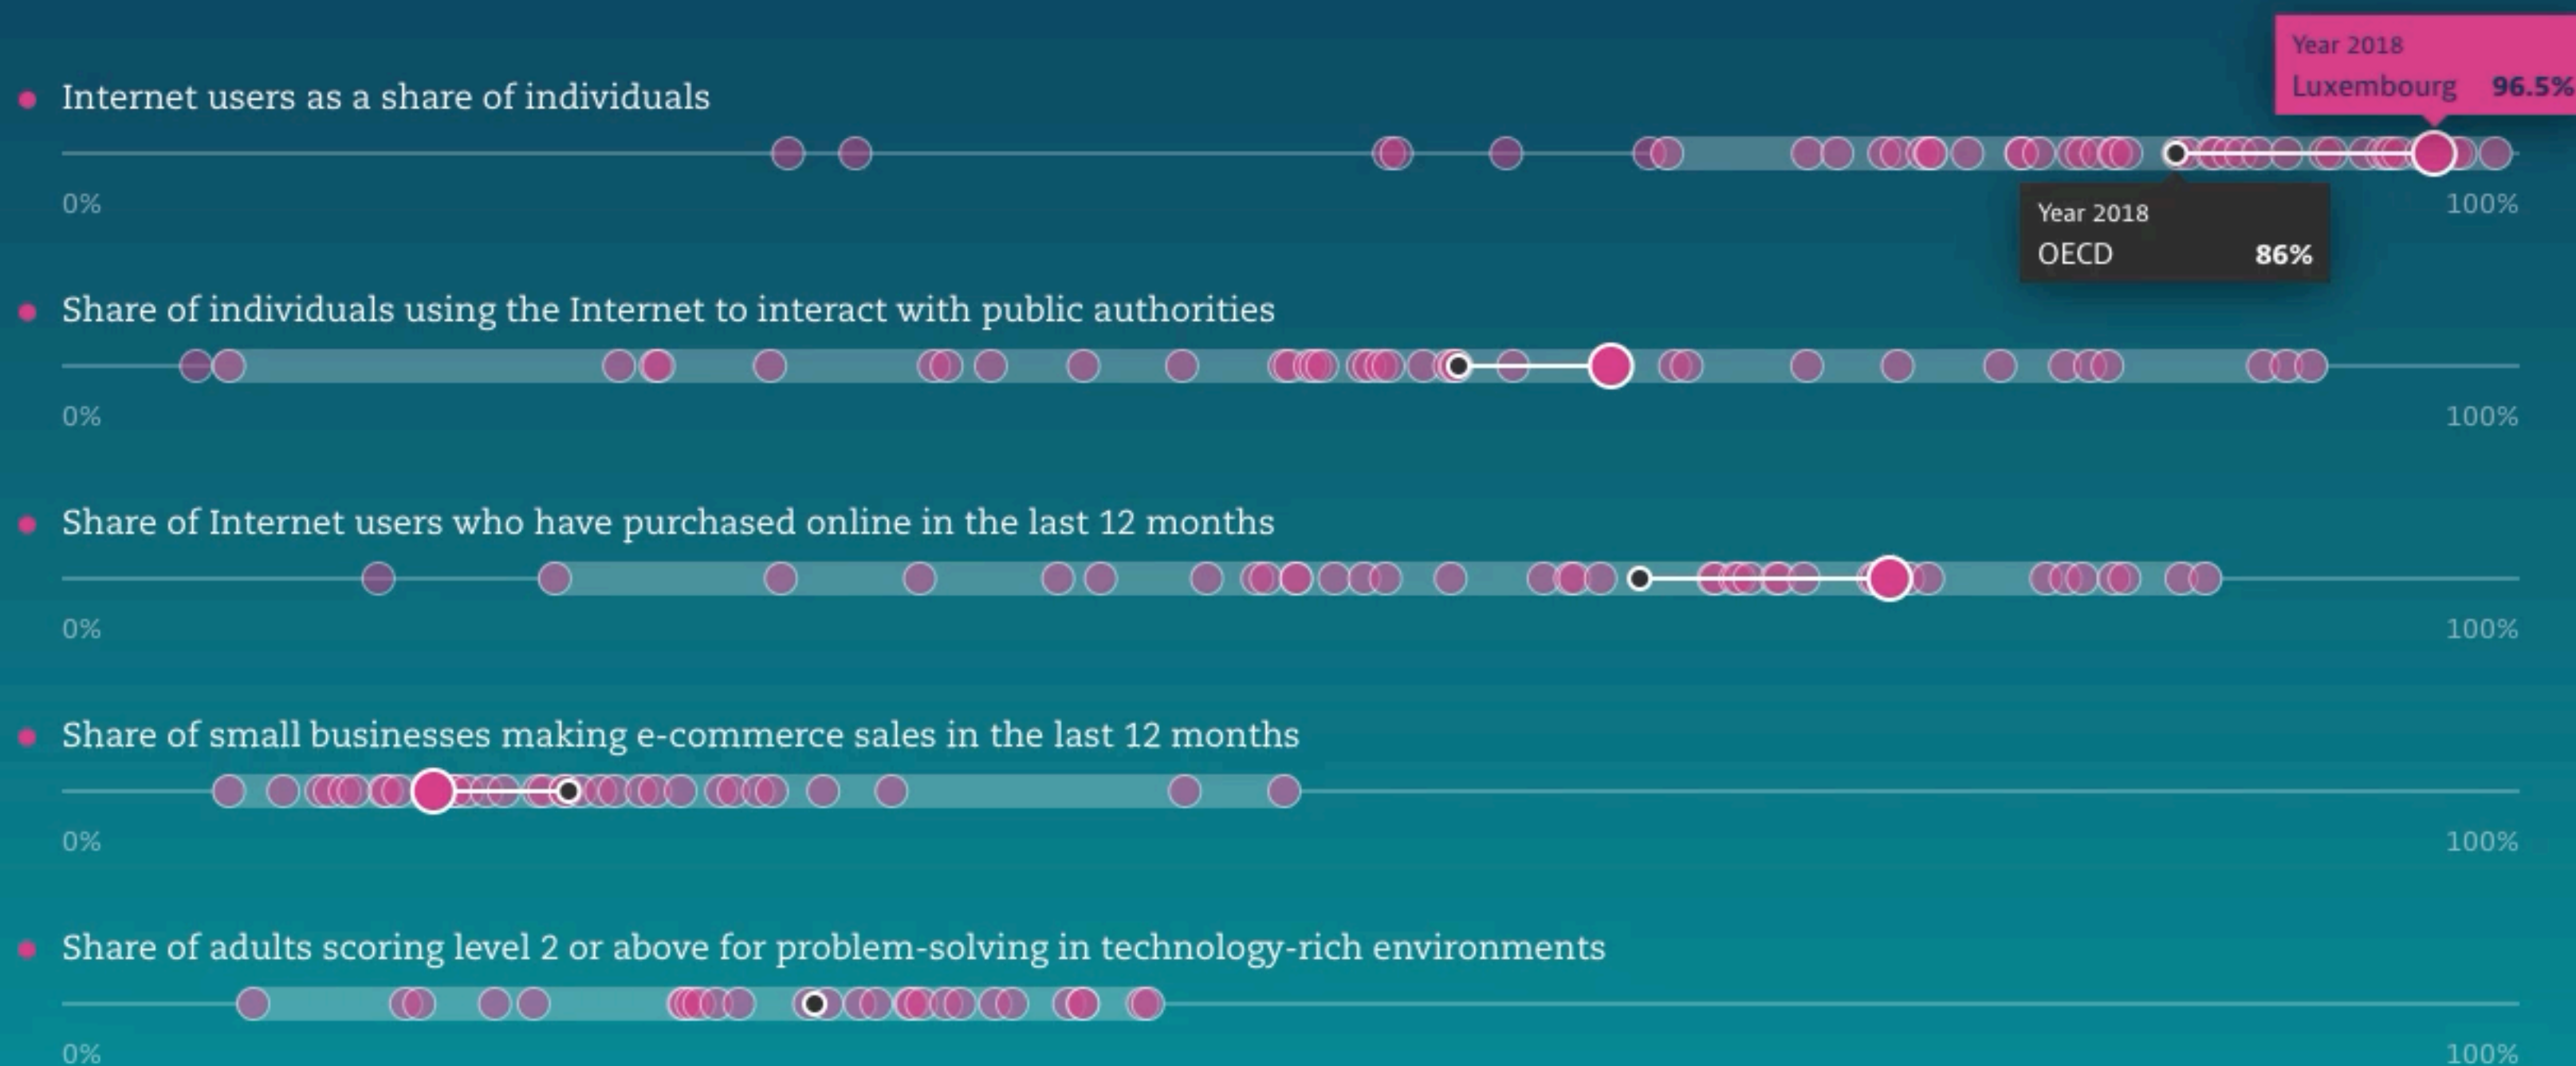 Year 2018
Luxembourg 96.5%
Internet users as a share of individuals
0% 100%
Year 2018
OECD 86%
Share of individuals using the Internet to interact with public authorities
0% 100%
Share of Internet users who have purchased online in the last 12 months
0% 100%
Share of small businesses making e-commerce sales in the last 12 months
0% 100%
Share of adults scoring level 2 or above for problem-solving in technology-rich environments
0% 100%